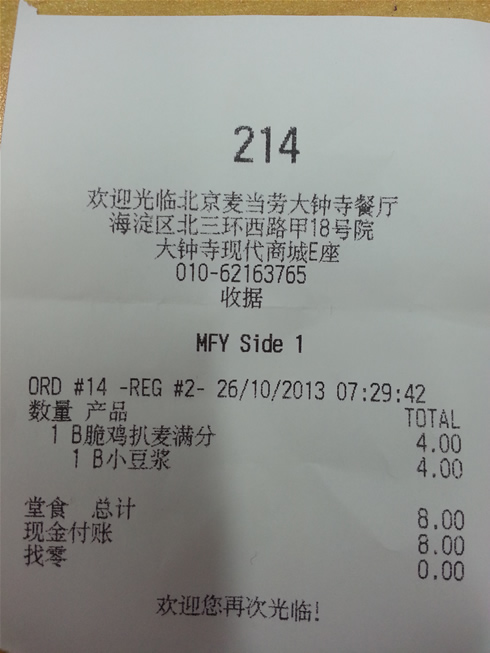 214
欢迎光临北京麦当劳大钟寺餐厅
海淀区北三环西路甲18号院
大钟寺现代商城E座
010-62163765
收据
MFY Side 1
ORD #14 -REG #2- 26/10/2013 07:29:42
数量 产品 TOTAL
1 B脆鸡扒麦满分 4.00
1 B小豆浆 4.00
堂食 总计 8.00
现金付账 8.00
找零 0.00
欢迎您再次光临!